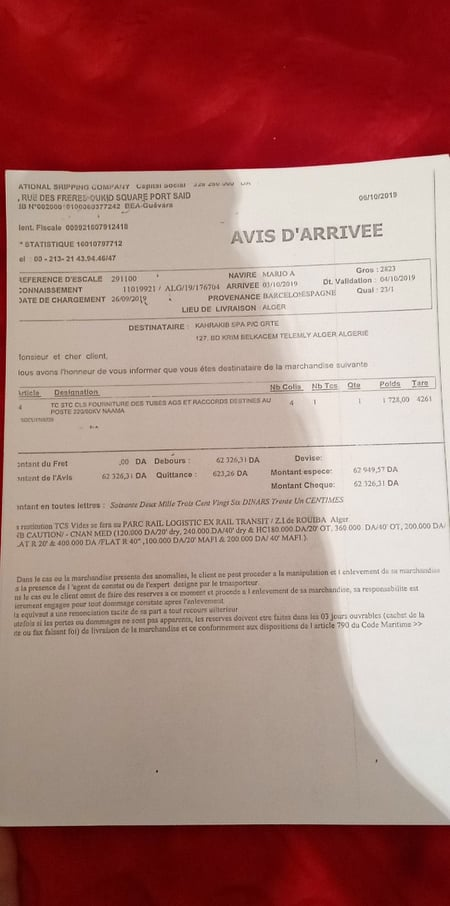 ATIONAL SHIPPING COMPANY Capital Social 328 250.000 DA
, RUE DES FRERES OUKID SQUARE PORT SAID
06/10/2019
BEA-Guévara
Ident. Fiscale 000921007912418
* STATISTIQUE 16010797712
AVIS D'ARRIVEE
el : 00 - 213- 21 43.94.46/47
REFERENCE D'ESCALE 291100
NAVIRE MARIO A
Gros : 2823
CONNAISSEMENT 11019921 / ALG/19/176704
ARRIVEE 03/10/2019
Dt. Validation : 04/10/2019
DATE DE CHARGEMENT 26/09/2019
PROVENANCE BARCELONESPAGNE
Quai : 23/1
LIEU DE LIVRAISON : ALGER
DESTINATAIRE : KAHRAKIB SPA P/C GRTE
127, BD KRIM BELKACEM TELEMLY ALGER ALGERIE
onsieur et cher client,
ious avons l'honneur de vous informer que vous êtes destinataire de la marchandise suivante
Article Designation Nb Colis Nb Tcs Qte Poids Tare
4 TC STC CLS FOURNITURE DES TUBES AGS ET RACCORDS DESTINES AU 4 1 1 1 728,00 4261
POSTE 220/60KV NAAMA
ontant du Fret ,00 DA Debours : 62 326,31 DA Devise:
Montant espece: 62 949,57 DA
ontant de l'Avis 62 326,31 DA Quittance : 623,26 DA
Montant Cheque: 62 326,31 DA
ontant en toutes lettres : Soixante Deux Mille Trois Cent Vingt Six DINARS Trente Un CENTIMES
a restitution TCS Vides se fera au PARC RAIL LOGISTIC EX RAIL TRANSIT / Z.I de ROUIBA Alger.
CAUTION/ - CNAN MED (120.000 DA/20' dry, 240.000.DA/40' dry & HC180.000 DA/20' OT, 360.000 DA/40' OT, 200.000 DA/
.AT R 20' & 400.000 DA /FLAT R 40" ,100.000 DA/20' MAFI & 200.000 DA/ 40' MAFI.).
Dans le cas ou la marchandise presente des anomalies, le client ne peut proceder a la manipulation et l enlevement de sa marchandise
a la presence de l 'agent de constat ou de l'expert designe par le trnasporteur
ns le cas ou le client omet de faire des reserves a ce moment et procede a l enlevement de sa marchandise, sa responsabilite est
ierement engagee pour tout dommage constate apres l'enlevement
la equivaut a une renonciation tacite de sa part a tout recours ulterieur
utefois si les pertes ou dommages ne sont pas apparents, les reserves doivent etre faites dans les 03 jours ouvrables (cachet de la
ste ou fax faisant foi) de livraison de la marchandise et ce conformement aux dispositions de l article 790 du Code Maritime >>